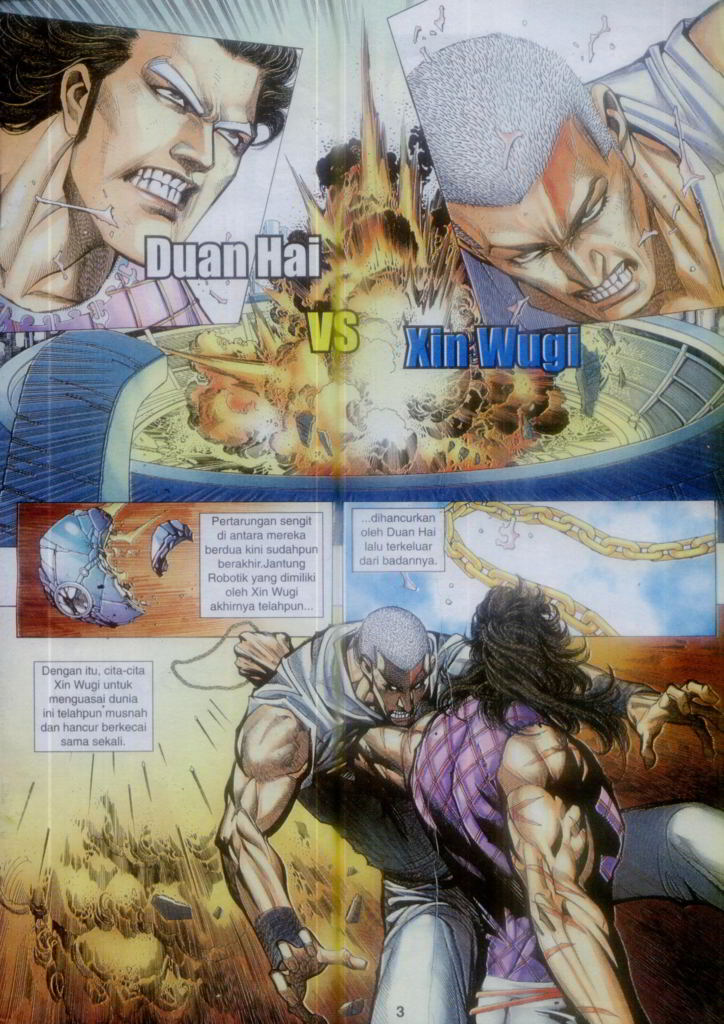 Duan Hai
VS
Xin Wugi
Pertarungan sengit
di antara mereka
berdua kini sudahpun
berakhir.Jantung
Robotik yang dimiliki
oleh Xin Wugi
akhirnya telahpun...
...dihancurkan
oleh Duan Hai
lalu terkeluar
dari badannya.
Dengan itu, cita-cita
Xin Wugi untuk
menguasai dunia
ini telahpun musnah
dan hancur berkecai
sama sekali.
3